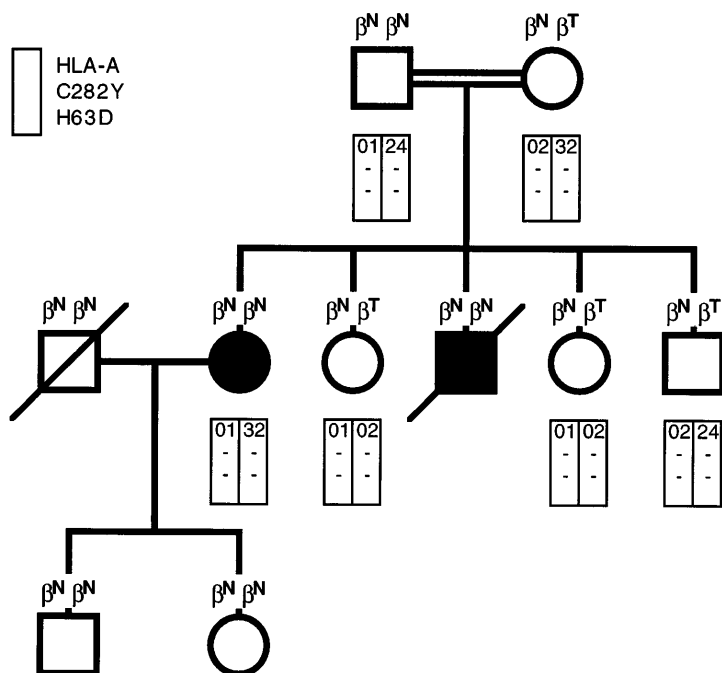 βN βN βN βT
HLA-A
C282Y
H63D
01 24 02 32
- - - -
- - - -
βN βN βN βN βN βT βN βN βN βT βN βT
01 32 01 02 01 02 02 24
- - - - - - - -
- - - - - - - -
βN βN βN βN